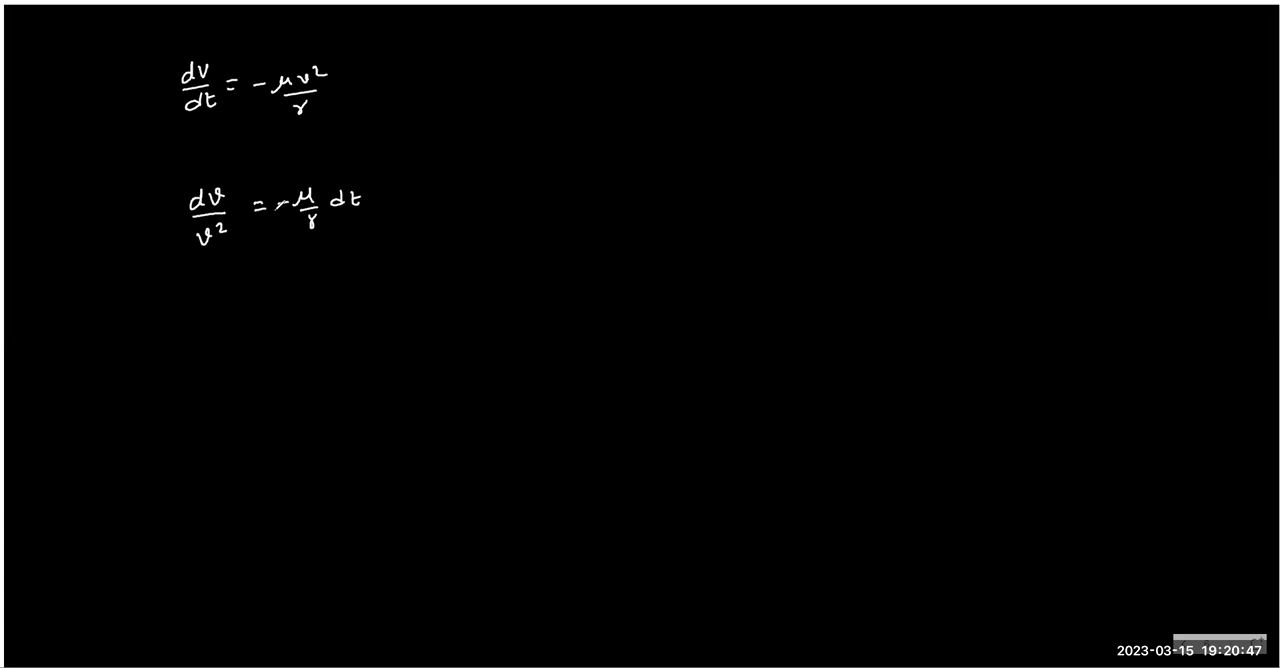 dv/dt = - μv²/r
dv/v² = - μ/r dt
2023-03-15 19:20:47